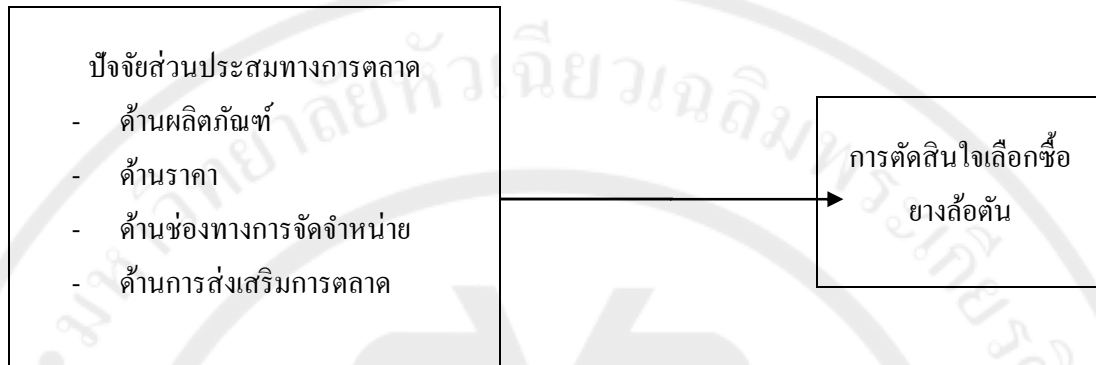 ปัจจัยส่วนประสมทางการตลาด
- ด้านผลิตภัณฑ์
- ด้านราคา
- ด้านช่องทางการจัดจำหน่าย
- ด้านการส่งเสริมการตลาด
การตัดสินใจเลือกซื้อ
ยางล้อตัน